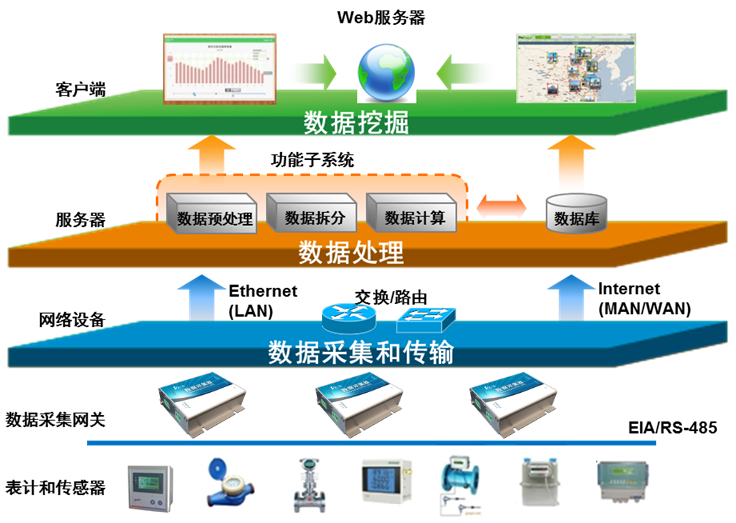 Web服务器
客户端
数据挖掘
功能子系统
服务器
数据预处理
数据拆分
数据计算
数据库
数据处理
Ethernet
(LAN)
交换/路由
Internet
(MAN/WAN)
网络设备
数据采集和传输
数据采集网关
EIA/RS-485
表计和传感器